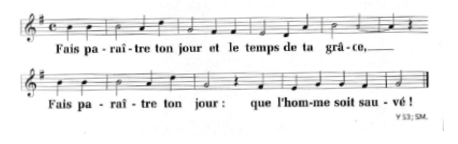 Fais pa - raî - tre ton jour et le temps de ta grâ - ce,
Fais pa - raî - tre ton jour : que l'hom - me soit sau - vé !
Y 53; SM.